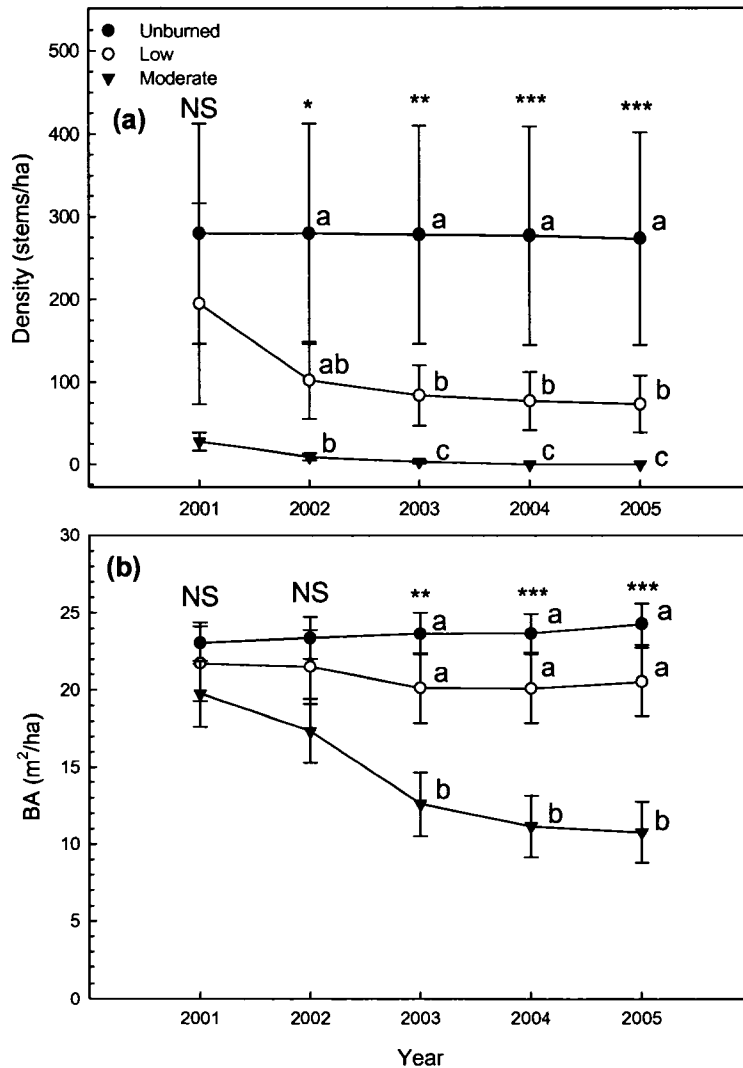 Unburned
Low
Moderate
500
400
300
200
100
0
Density (stems/ha)
(a)
NS * ** *** ***
a a a a
ab b b b
b c c c
2001 2002 2003 2004 2005
30
25
20
15
10
5
0
BA (m²/ha)
(b)
NS NS ** *** ***
a a a
a a a
b b b
2001 2002 2003 2004 2005
Year